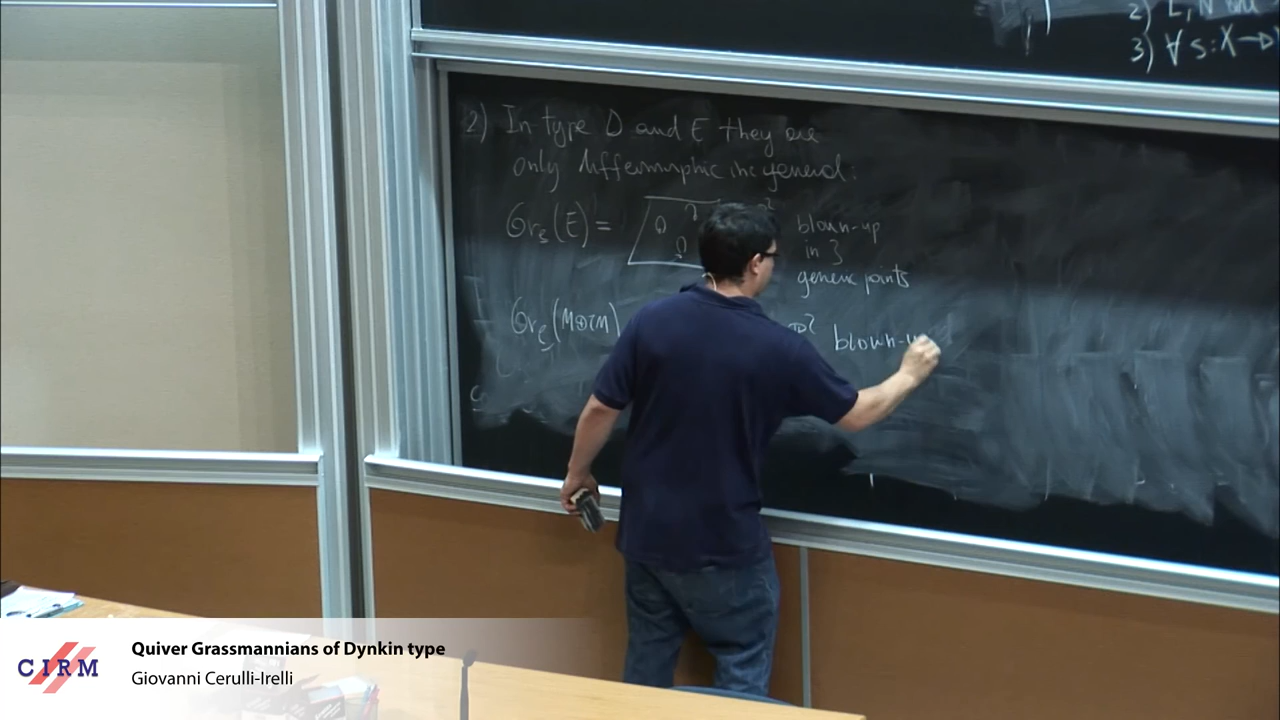 2) L, N
3) ∀ s: X → D
2) In type D and E they are
only diffeomorphic in general:
Gr_e(E) =
blown-up
in 3
generic points
Gr_e(M⊕τM)
P² blown-u
CIRM
Quiver Grassmannians of Dynkin type
Giovanni Cerulli-Irelli